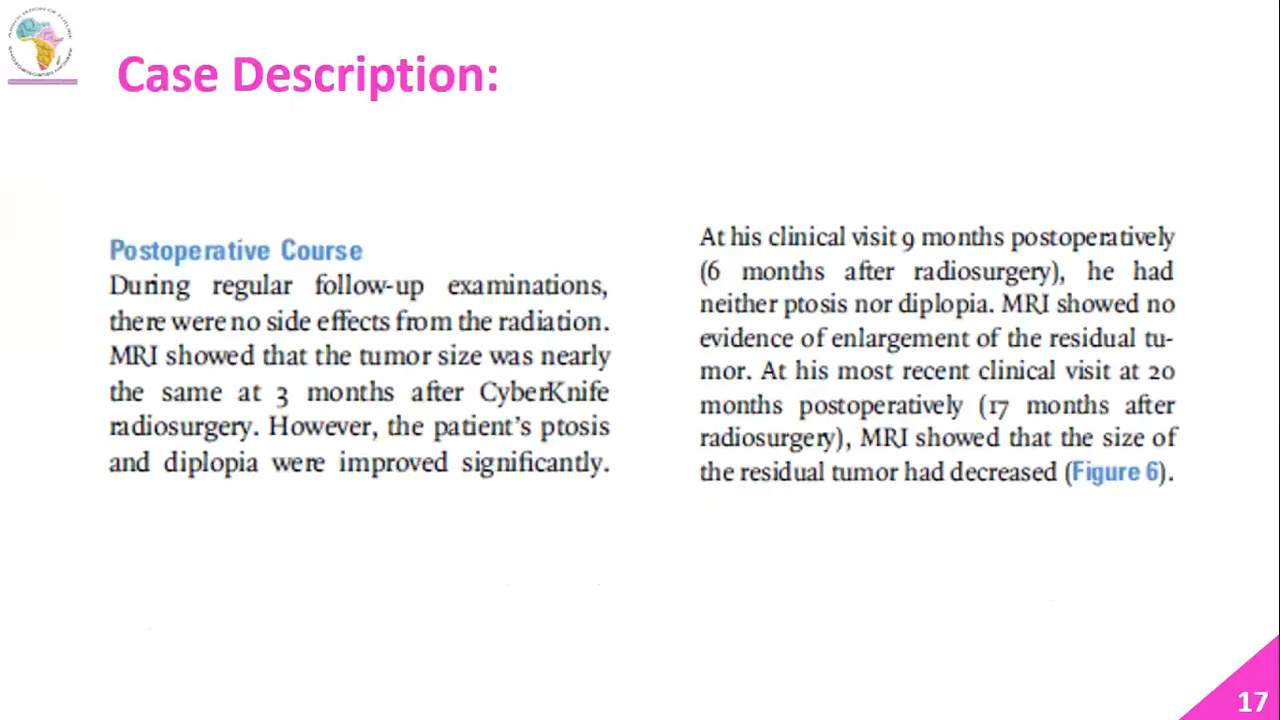 ASSOCIATION OF FUTURE
AFRICAN NEUROSURGEONS
Case Description:
Postoperative Course
During regular follow-up examinations,
there were no side effects from the radiation.
MRI showed that the tumor size was nearly
the same at 3 months after CyberKnife
radiosurgery. However, the patient's ptosis
and diplopia were improved significantly.
At his clinical visit 9 months postoperatively
(6 months after radiosurgery), he had
neither ptosis nor diplopia. MRI showed no
evidence of enlargement of the residual tu-
mor. At his most recent clinical visit at 20
months postoperatively (17 months after
radiosurgery), MRI showed that the size of
the residual tumor had decreased (Figure 6).
17